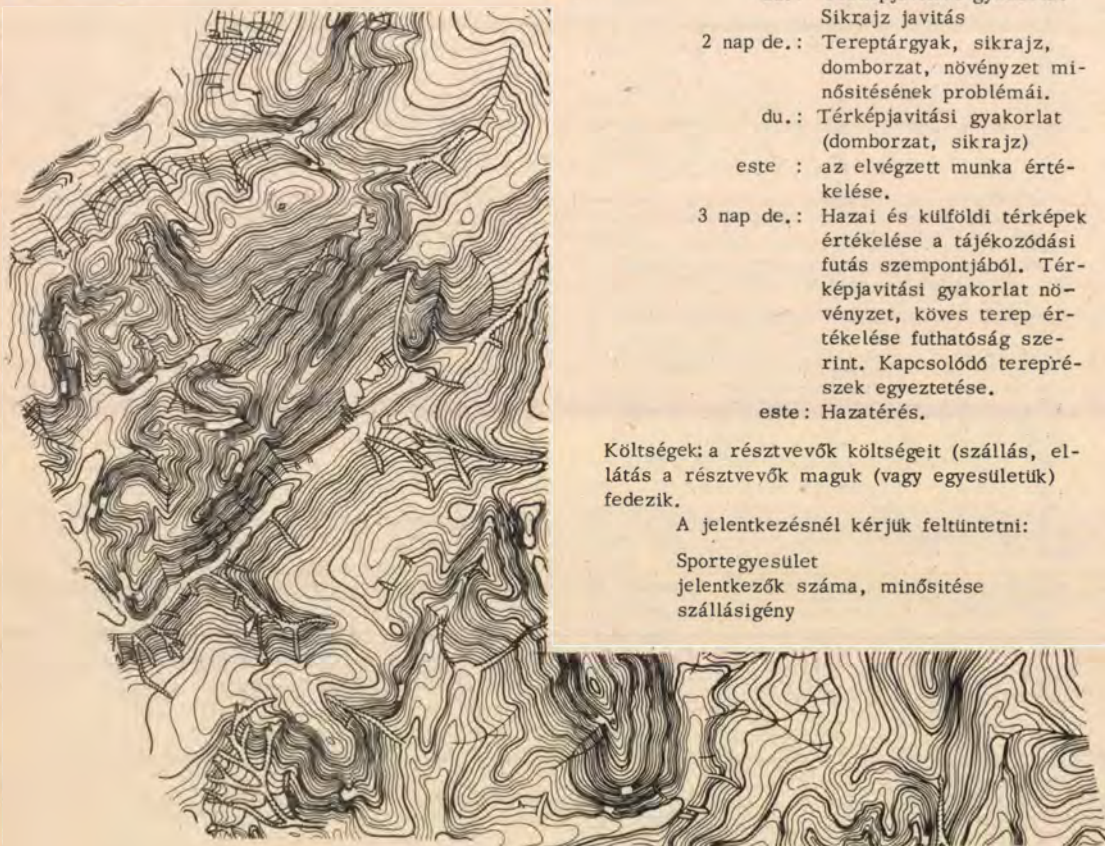 Sikrajz javitás
2 nap de.: Tereptárgyak, sikrajz,
domborzat, növényzet mi-
nősitésének problémái.
du.: Térképjavitási gyakorlat
(domborzat, sikrajz)
este : az elvégzett munka érté-
kelése.
3 nap de.: Hazai és külföldi térképek
értékelése a tájékozódási
futás szempontjából. Tér-
képjavitási gyakorlat nö-
vényzet, köves terep ér-
tékelése futhatóság sze-
rint. Kapcsolódó terepré-
szek egyeztetése.
este: Hazatérés.
Költségek: a résztvevők költségeit (szállás, el-
látás a résztvevők maguk (vagy egyesületük)
fedezik.
A jelentkezésnél kérjük feltüntetni:
Sportegyesület
jelentkezők száma, minősitése
szállásigény